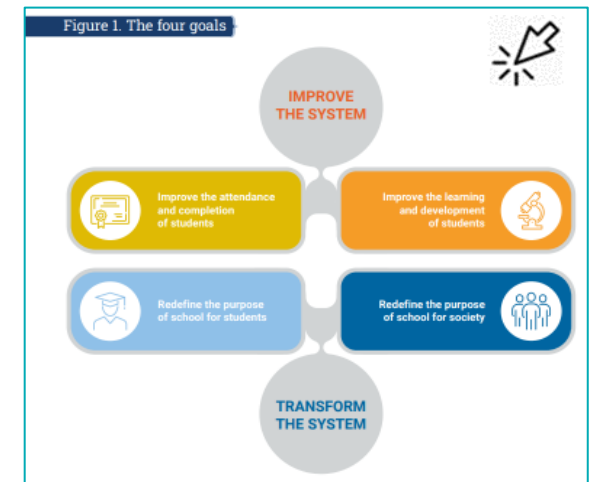 Figure 1. The four goals
IMPROVE
THE SYSTEM
Improve the attendance
and completion
of students
Improve the learning
and development
of students
Redefine the purpose
of school for students
Redefine the purpose
of school for society
TRANSFORM
THE SYSTEM